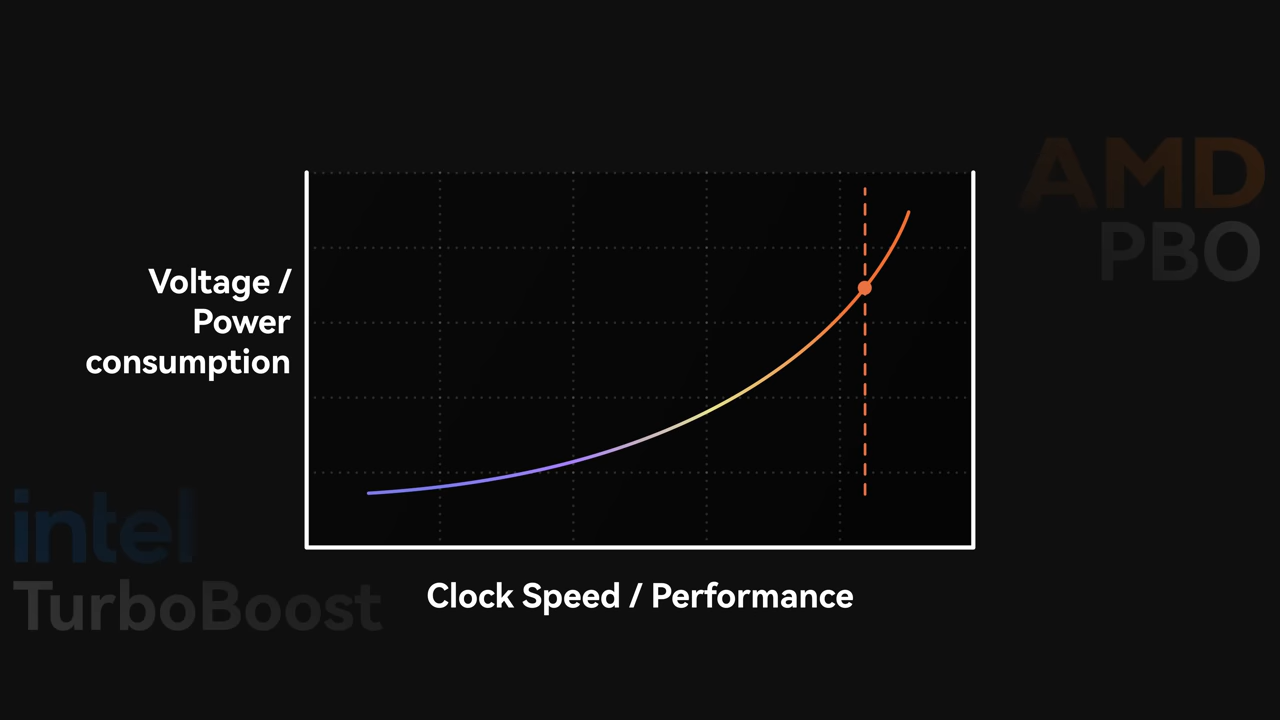 AMD
PBO
Voltage /
Power
consumption
intel
TurboBoost
Clock Speed / Performance